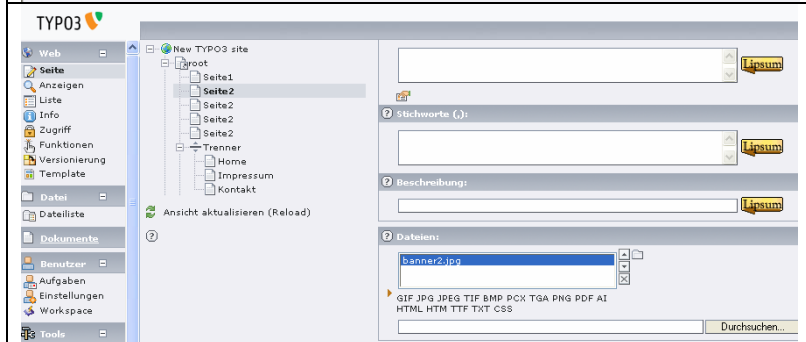 TYPO3
Web
Seite
Anzeigen
Liste
Info
Zugriff
Funktionen
Versionierung
Template
Datei
Dateiliste
Dokumente
Benutzer
Aufgaben
Einstellungen
Workspace
Tools
New TYPO3 site
root
Seite1
Seite2
Seite2
Seite2
Seite2
Trenner
Home
Impressum
Kontakt
Ansicht aktualisieren (Reload)
Lipsum
Stichworte (,):
Lipsum
Beschreibung:
Lipsum
Dateien:
banner2.jpg
GIF JPG JPEG TIF BMP PCX TGA PNG PDF AI
HTML HTM TTF TXT CSS
Durchsuchen...